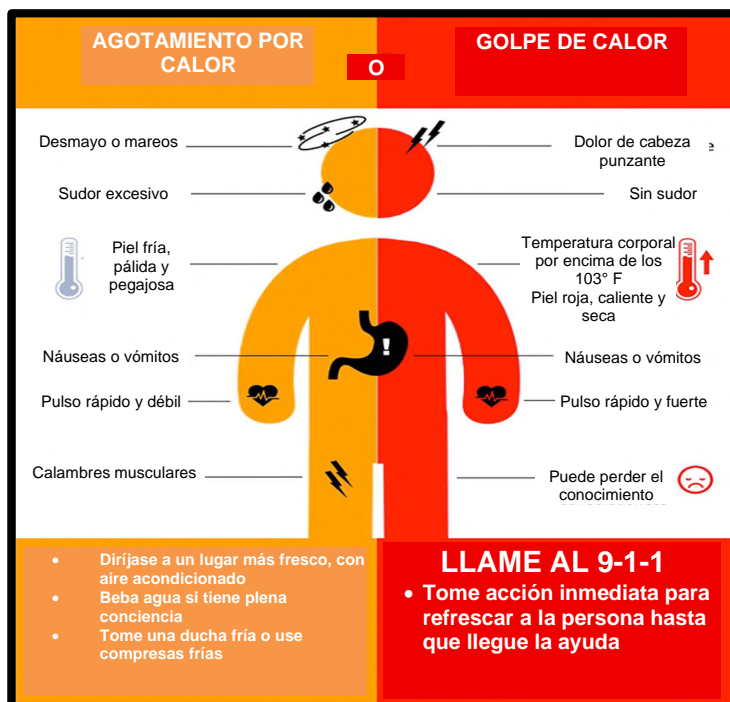 AGOTAMIENTO POR
CALOR
O
GOLPE DE CALOR
Desmayo o mareos
Dolor de cabeza
punzante
Sudor excesivo
Sin sudor
Piel fría,
pálida y
pegajosa
Temperatura corporal
por encima de los
103° F
Piel roja, caliente y
seca
Náuseas o vómitos
!
Náuseas o vómitos
Pulso rápido y débil
Pulso rápido y fuerte
Calambres musculares
Puede perder el
conocimiento
• Diríjase a un lugar más fresco, con
aire acondicionado
• Beba agua si tiene plena
conciencia
• Tome una ducha fría o use
compresas frías
LLAME AL 9-1-1
• Tome acción inmediata para
refrescar a la persona hasta
que llegue la ayuda